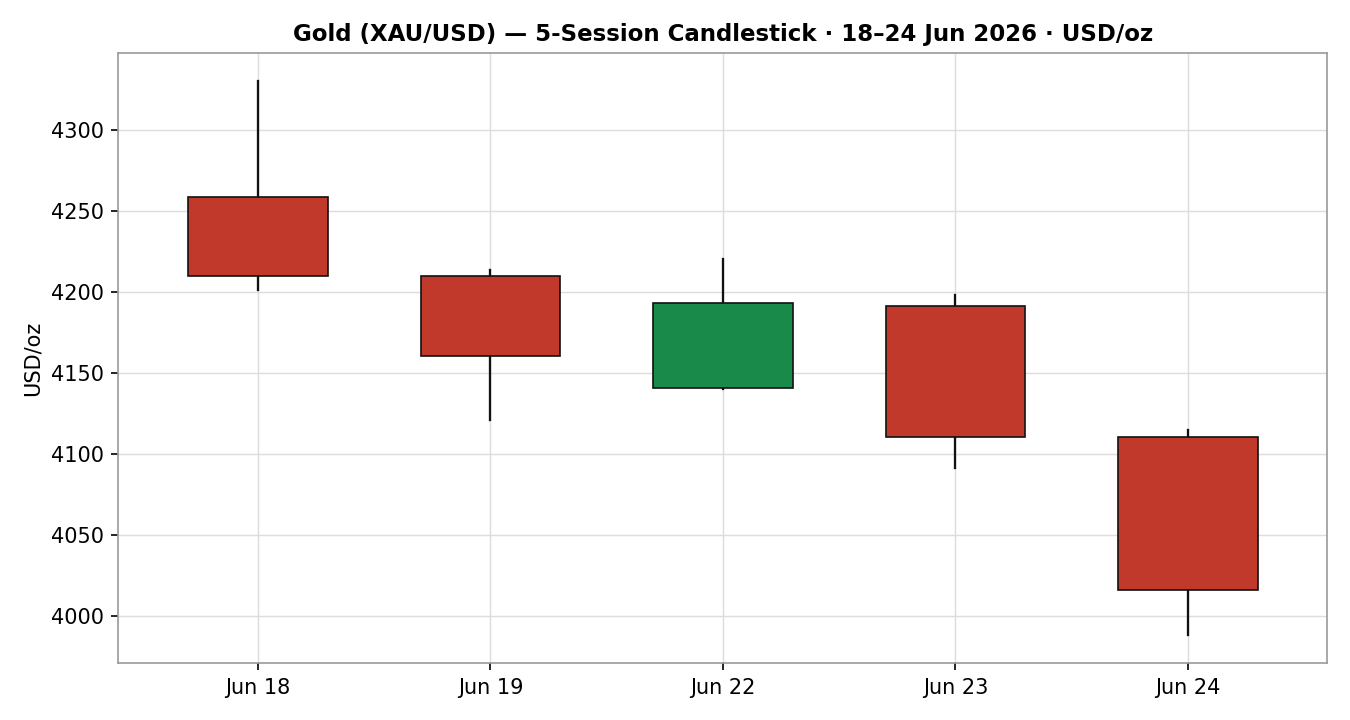 Gold (XAU/USD) — 5-Session Candlestick · 18–24 Jun 2026 · USD/oz
USD/oz
4300
4250
4200
4150
4100
4050
4000
Jun 18
Jun 19
Jun 22
Jun 23
Jun 24